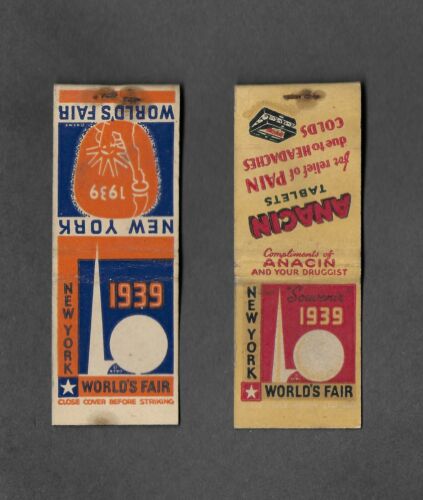 WORLD'S FAIR
1939
NEW YORK
1939
NEW YORK
WORLD'S FAIR
CLOSE COVER BEFORE STRIKING
COLDS
due to HEADACHES
for relief of PAIN
TABLETS
ANACIN
Compliments of
ANACIN
AND YOUR DRUGGIST
Souvenir
1939
NEW YORK
WORLD'S FAIR